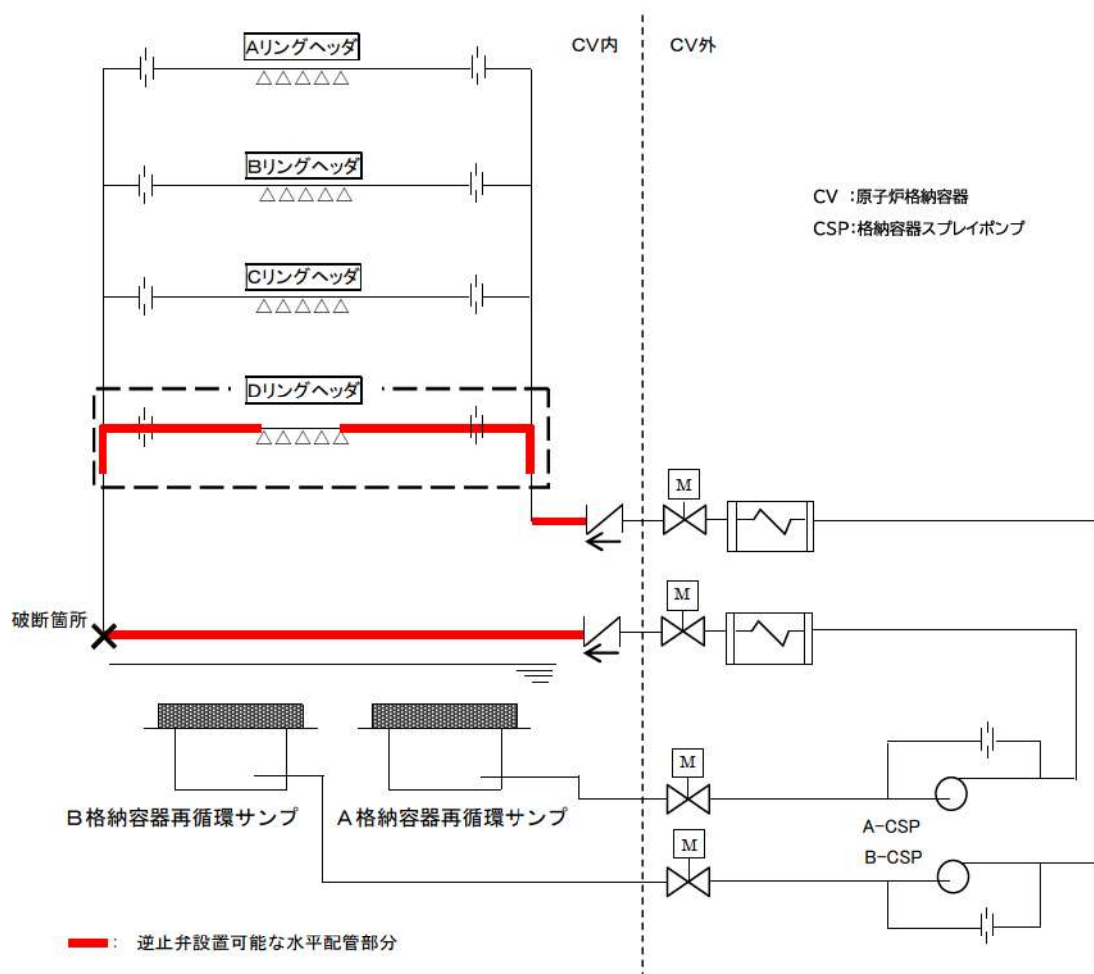 Aリングヘッダ
CV内
CV外
Bリングヘッダ
CV :原子炉格納容器
CSP:格納容器スプレイポンプ
Cリングヘッダ
Dリングヘッダ
M
M
破断箇所
M
B格納容器再循環サンプ
A格納容器再循環サンプ
A-CSP
M
B-CSP
: 逆止弁設置可能な水平配管部分